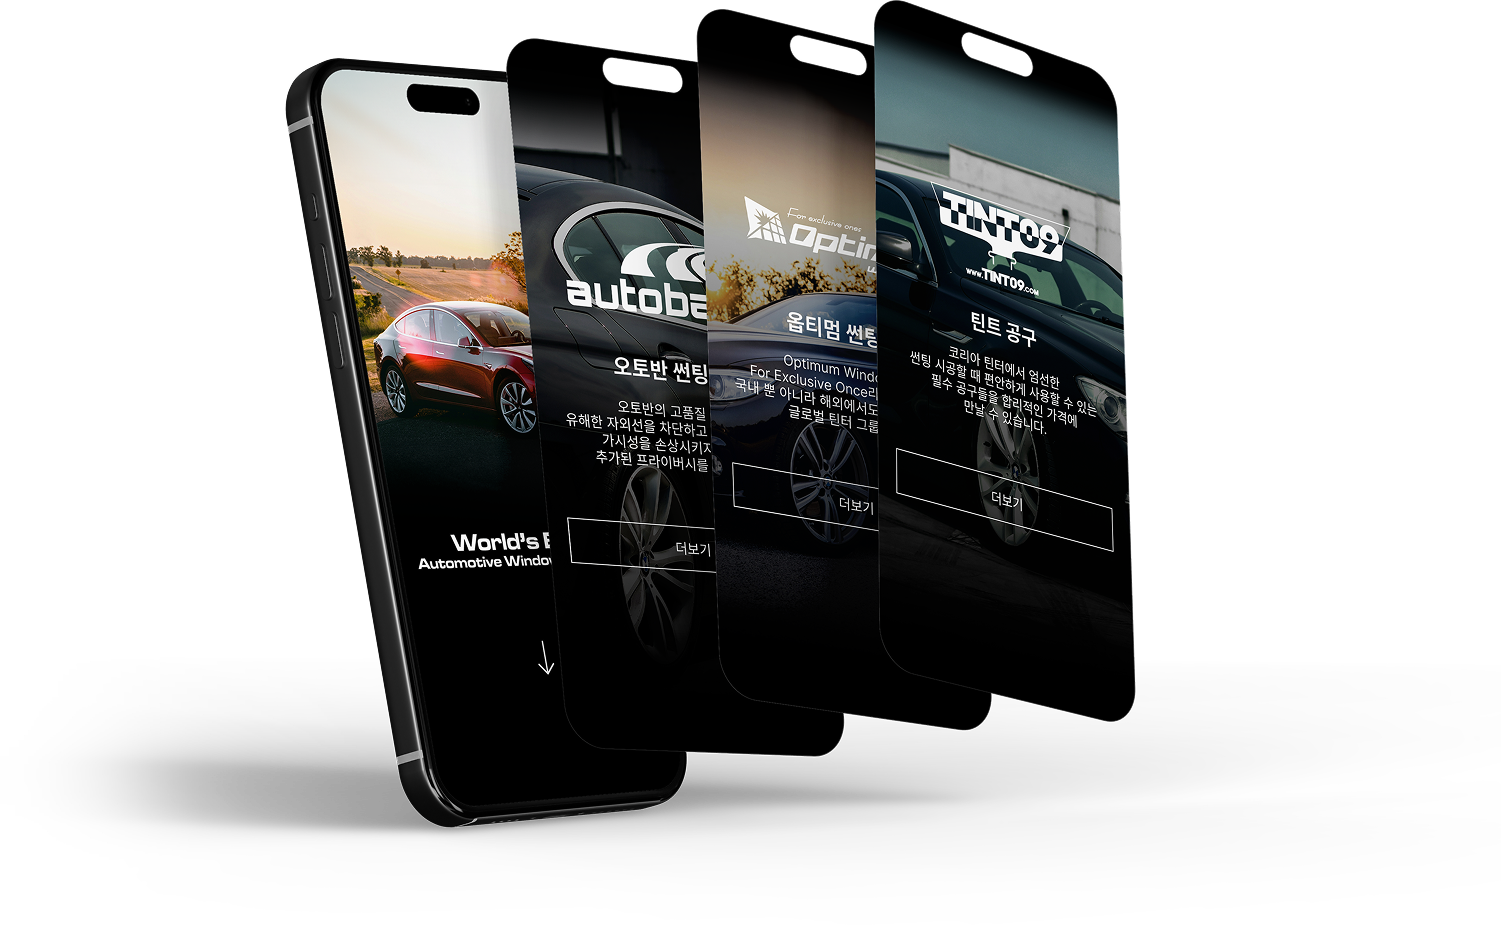 World's
Automotive
autoba
오토반 썬팅
오토반의 고품질
유해한 자외선을 차단하고
가시성을 손상시키지
추가된 프라이버시를
더보기
For exclusive ones
Optim
옵티멈 썬팅
Optimum
For Exclusive Once라
국내 뿐 아니라 해외에서도
글로벌 틴터 그룹
더보기
TINT09
www.TINT09.com
틴트 공구
코리아 틴터에서 엄선한
썬팅 시공할 때 편안하게 사용할 수 있는
필수 공구들을 합리적인 가격에
만날 수 있습니다.
더보기